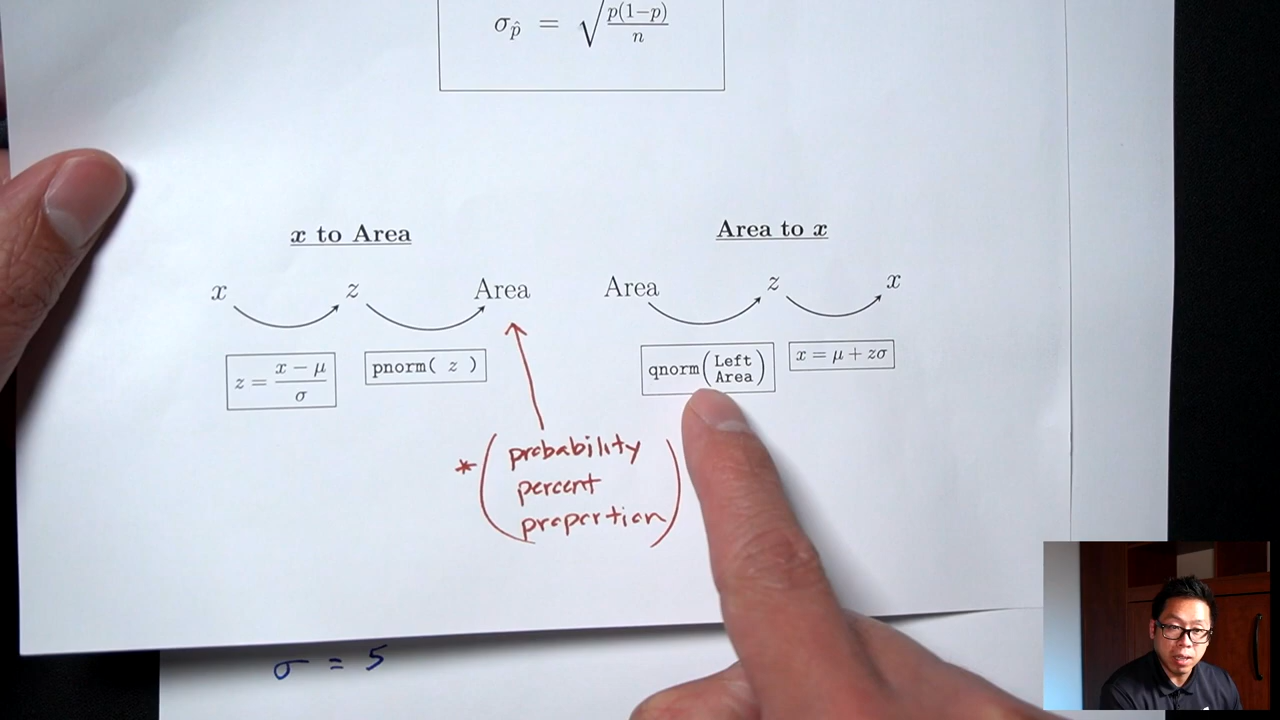 σ_p̂ = √(p(1−p)/n)
x to Area
x z Area
z = (x − μ)/σ
pnorm( z )
Area to x
Area z x
qnorm(Left Area)
x = μ + zσ
* (probability
percent
proportion)
σ = 5